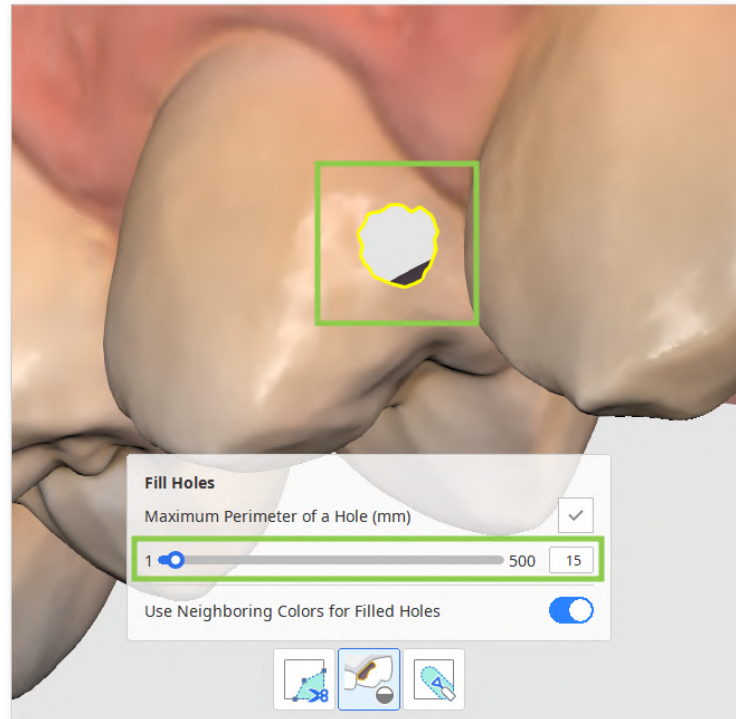 Fill Holes
Maximum Perimeter of a Hole (mm)
1 500 15
Use Neighboring Colors for Filled Holes